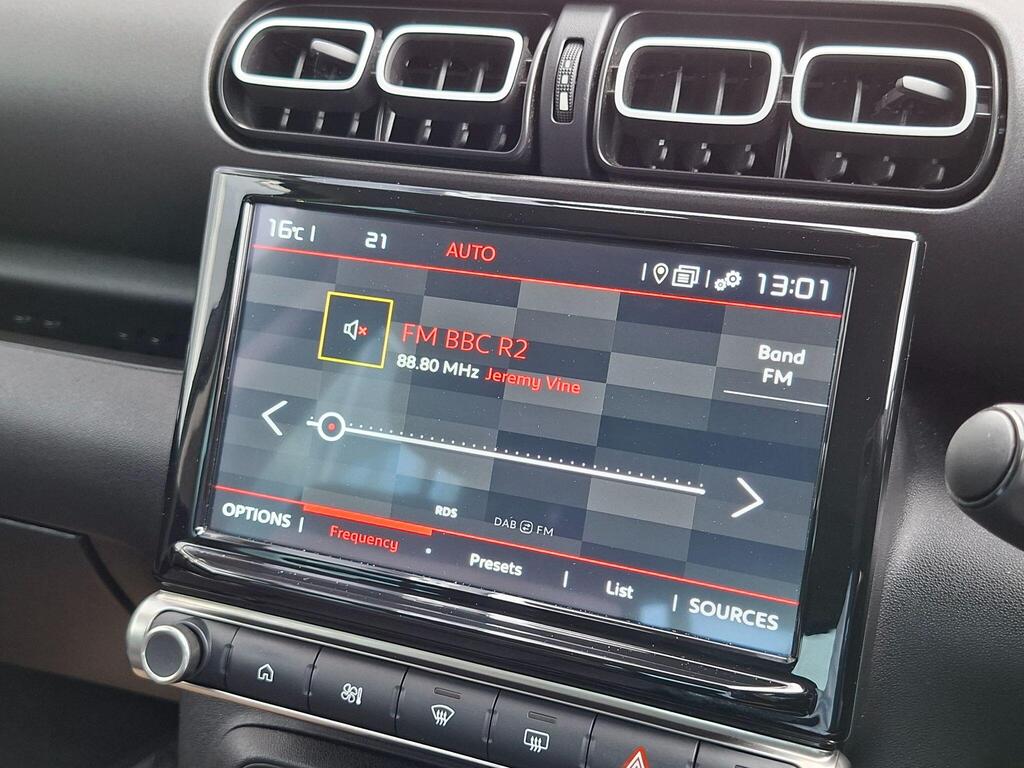 16°C 21 AUTO 13:01
FM BBC R2
88.80 MHz Jeremy Vine
Band
FM
RDS
DAB FM
OPTIONS Frequency Presets List SOURCES